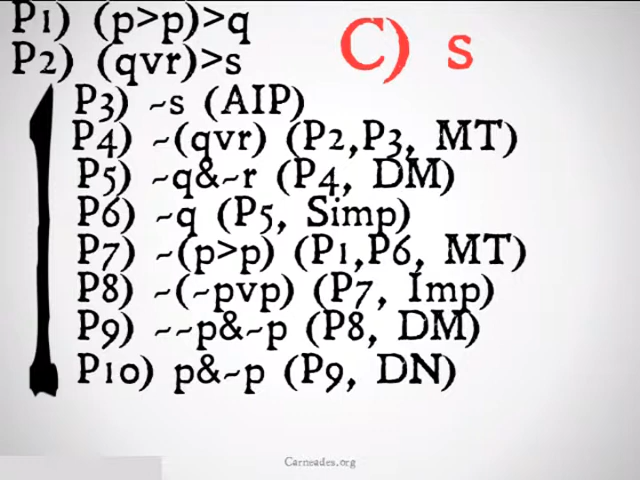 P1) (p>p)>q
P2) (qvr)>s
C) s
P3) ~s (AIP)
P4) ~(qvr) (P2,P3, MT)
P5) ~q&~r (P4, DM)
P6) ~q (P5, Simp)
P7) ~(p>p) (P1,P6, MT)
P8) ~(~pvp) (P7, Imp)
P9) ~~p&~p (P8, DM)
P10) p&~p (P9, DN)
Carneades.org